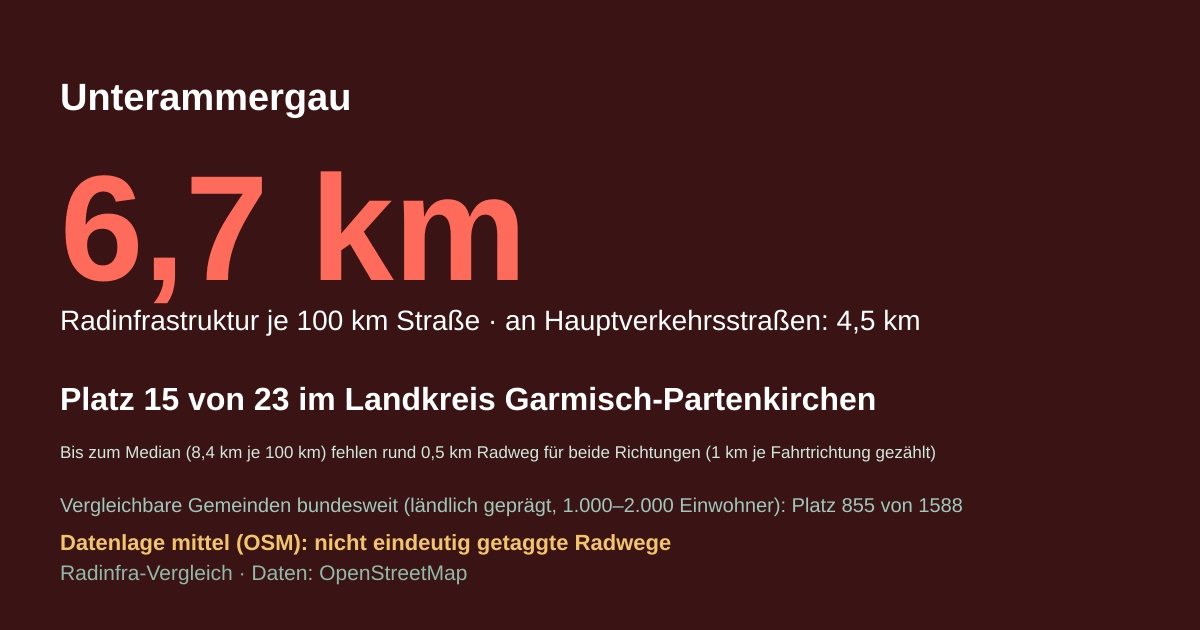 Unterammergau
6,7 km
Radinfrastruktur je 100 km Straße · an Hauptverkehrsstraßen: 4,5 km
Platz 15 von 23 im Landkreis Garmisch-Partenkirchen
Bis zum Median (8,4 km je 100 km) fehlen rund 0,5 km Radweg für beide Richtungen (1 km je Fahrtrichtung gezählt)
Vergleichbare Gemeinden bundesweit (ländlich geprägt, 1.000–2.000 Einwohner): Platz 855 von 1588
Datenlage mittel (OSM): nicht eindeutig getaggte Radwege
Radinfra-Vergleich · Daten: OpenStreetMap